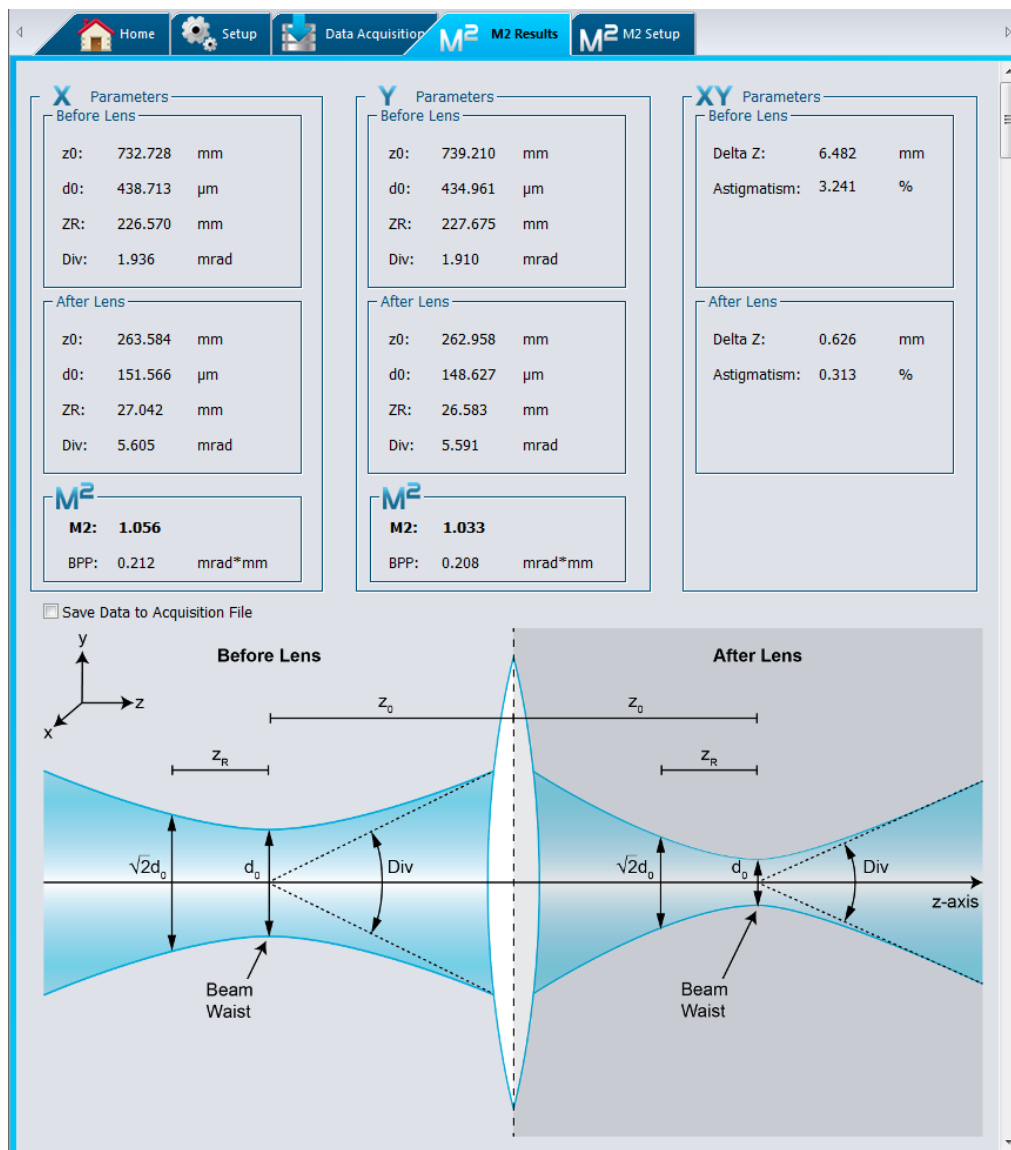 Home
Setup
Data Acquisition
M² M2 Results
M² M2 Setup
X Parameters
Before Lens
z0: 732.728 mm
d0: 438.713 µm
ZR: 226.570 mm
Div: 1.936 mrad
After Lens
z0: 263.584 mm
d0: 151.566 µm
ZR: 27.042 mm
Div: 5.605 mrad
M²
M2: 1.056
BPP: 0.212 mrad*mm
Y Parameters
Before Lens
z0: 739.210 mm
d0: 434.961 µm
ZR: 227.675 mm
Div: 1.910 mrad
After Lens
z0: 262.958 mm
d0: 148.627 µm
ZR: 26.583 mm
Div: 5.591 mrad
M²
M2: 1.033
BPP: 0.208 mrad*mm
XY Parameters
Before Lens
Delta Z: 6.482 mm
Astigmatism: 3.241 %
After Lens
Delta Z: 0.626 mm
Astigmatism: 0.313 %
Save Data to Acquisition File
y
z
x
Before Lens
After Lens
z₀
z₀
z_R
z_R
√2d₀
d₀
Div
√2d₀
d₀
Div
z-axis
Beam
Waist
Beam
Waist